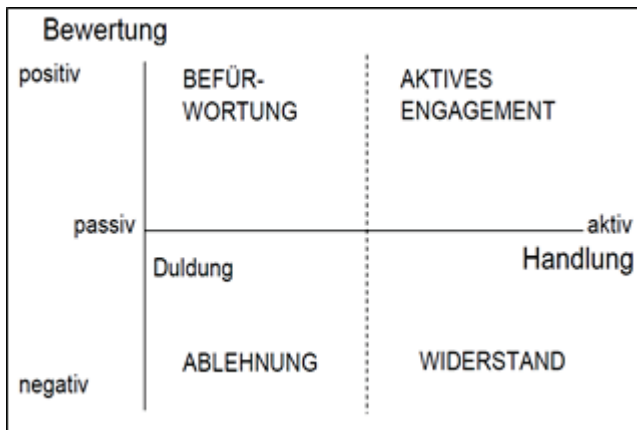 Bewertung
positiv
BEFÜR-
WORTUNG
AKTIVES
ENGAGEMENT
passiv
aktiv
Duldung
Handlung
ABLEHNUNG
WIDERSTAND
negativ